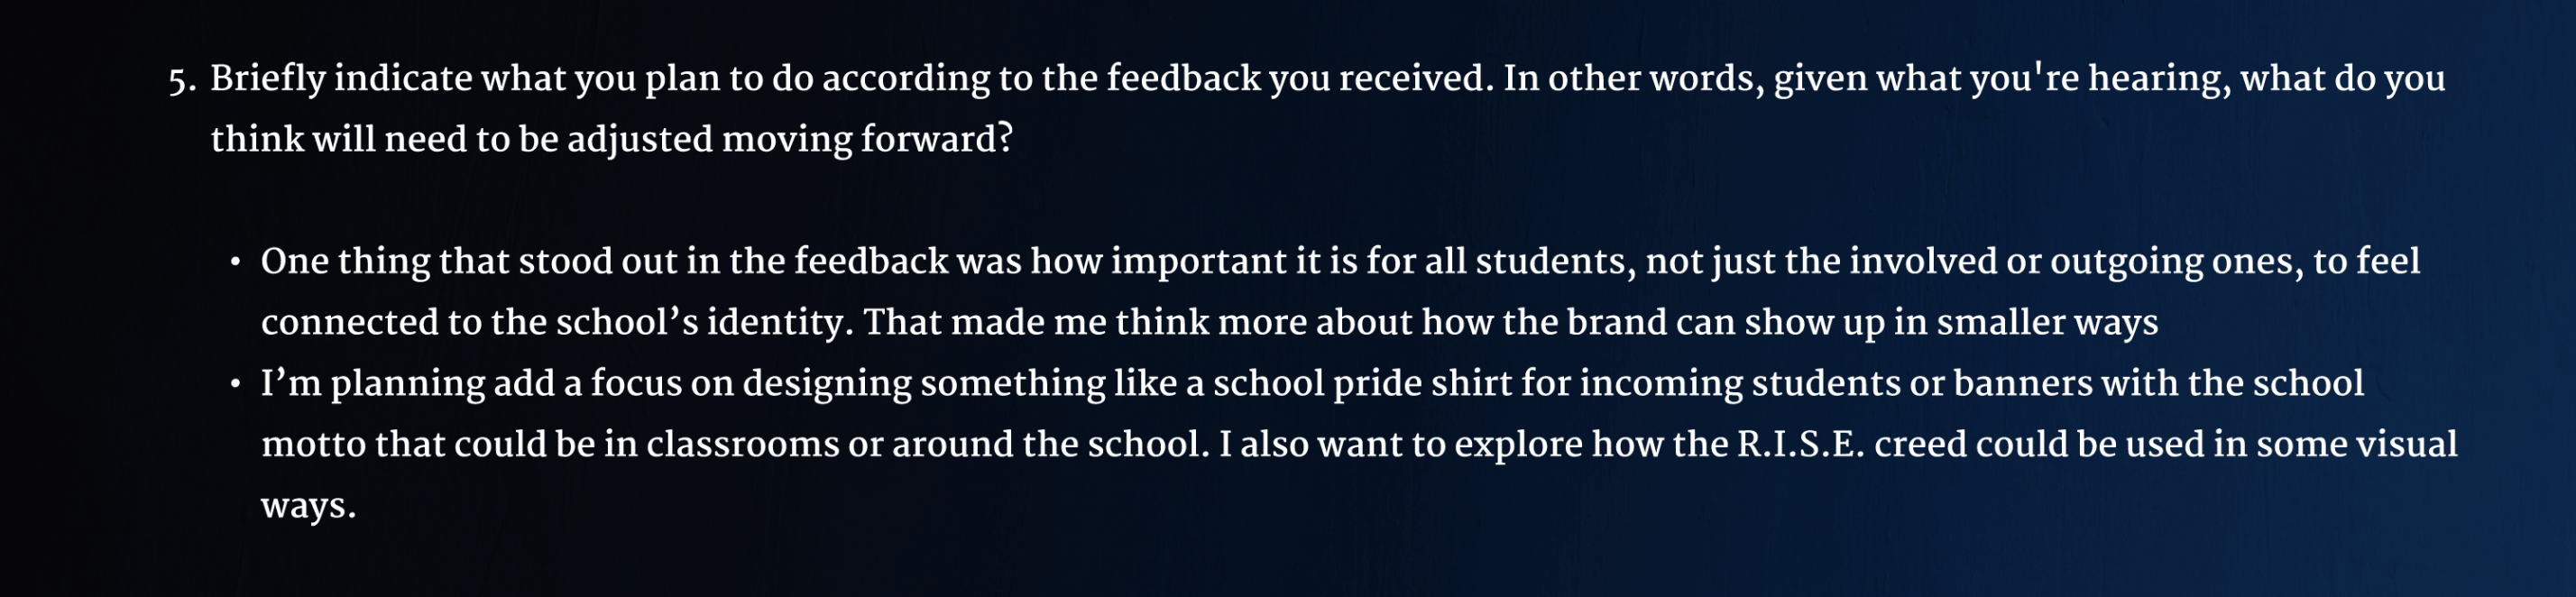 5. Briefly indicate what you plan to do according to the feedback you received. In other words, given what you're hearing, what do you
think will need to be adjusted moving forward?
• One thing that stood out in the feedback was how important it is for all students, not just the involved or outgoing ones, to feel
connected to the school’s identity. That made me think more about how the brand can show up in smaller ways
• I’m planning add a focus on designing something like a school pride shirt for incoming students or banners with the school
motto that could be in classrooms or around the school. I also want to explore how the R.I.S.E. creed could be used in some visual
ways.